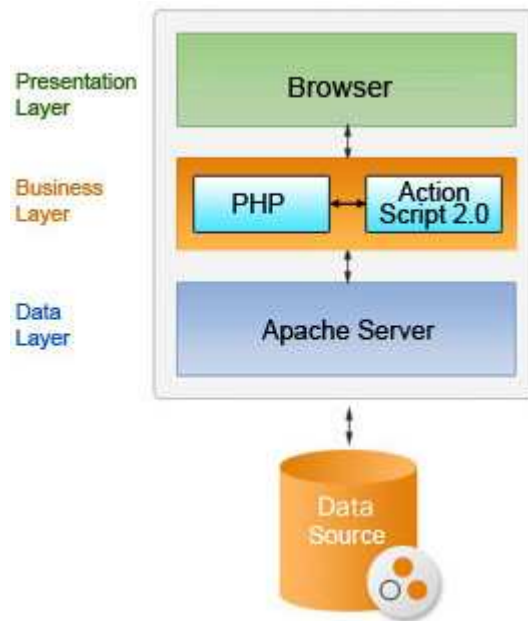 Presentation
Layer
Browser
Business
Layer
PHP
Action
Script 2.0
Data
Layer
Apache Server
Data
Source